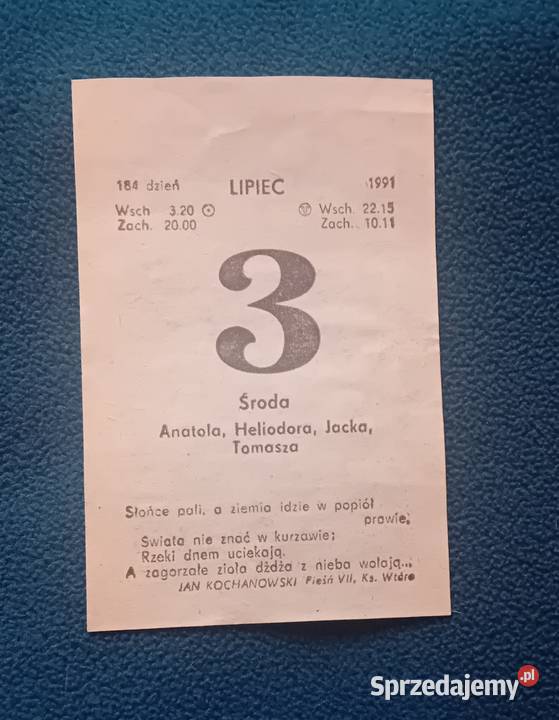 184 dzień LIPIEC 1991
Wsch 3.20 Wsch. 22.15
Zach. 20.00 Zach. 10.11
3
Środa
Anatola, Heliodora, Jacka,
Tomasza
Słońce pali, a ziemia idzie w popiół
prawie,
Świata nie znać w kurzawie;
Rzeki dnem uciekają.
A zagorzałe zioła dżdża z nieba wołają...
JAN KOCHANOWSKI Pieśń VII, Ks. Wtóre
Sprzedajemy.pl